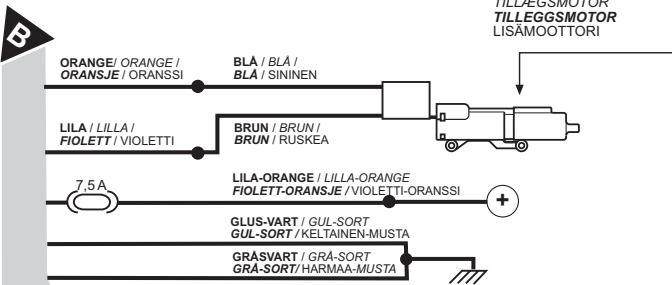 TILLÆGSMOTOR
TILLEGGSMOTOR
LISÄMOOTTORI
B
ORANGE/ ORANGE /
ORANSJE / ORANSSI
BLÅ / BLÅ /
BLÅ / SININEN
LILA / LILLA /
FIOLETT / VIOLETTI
BRUN / BRUN /
BRUN / RUSKEA
7,5 A
LILA-ORANGE / LILLA-ORANGE
FIOLETT-ORANSJE / VIOLETTI-ORANSSI
+
GLUS-VART / GUL-SORT
GUL-SORT / KELTAINEN-MUSTA
GRÅSVART / GRÅ-SORT
GRÅ-SORT/ HARMAA-MUSTA